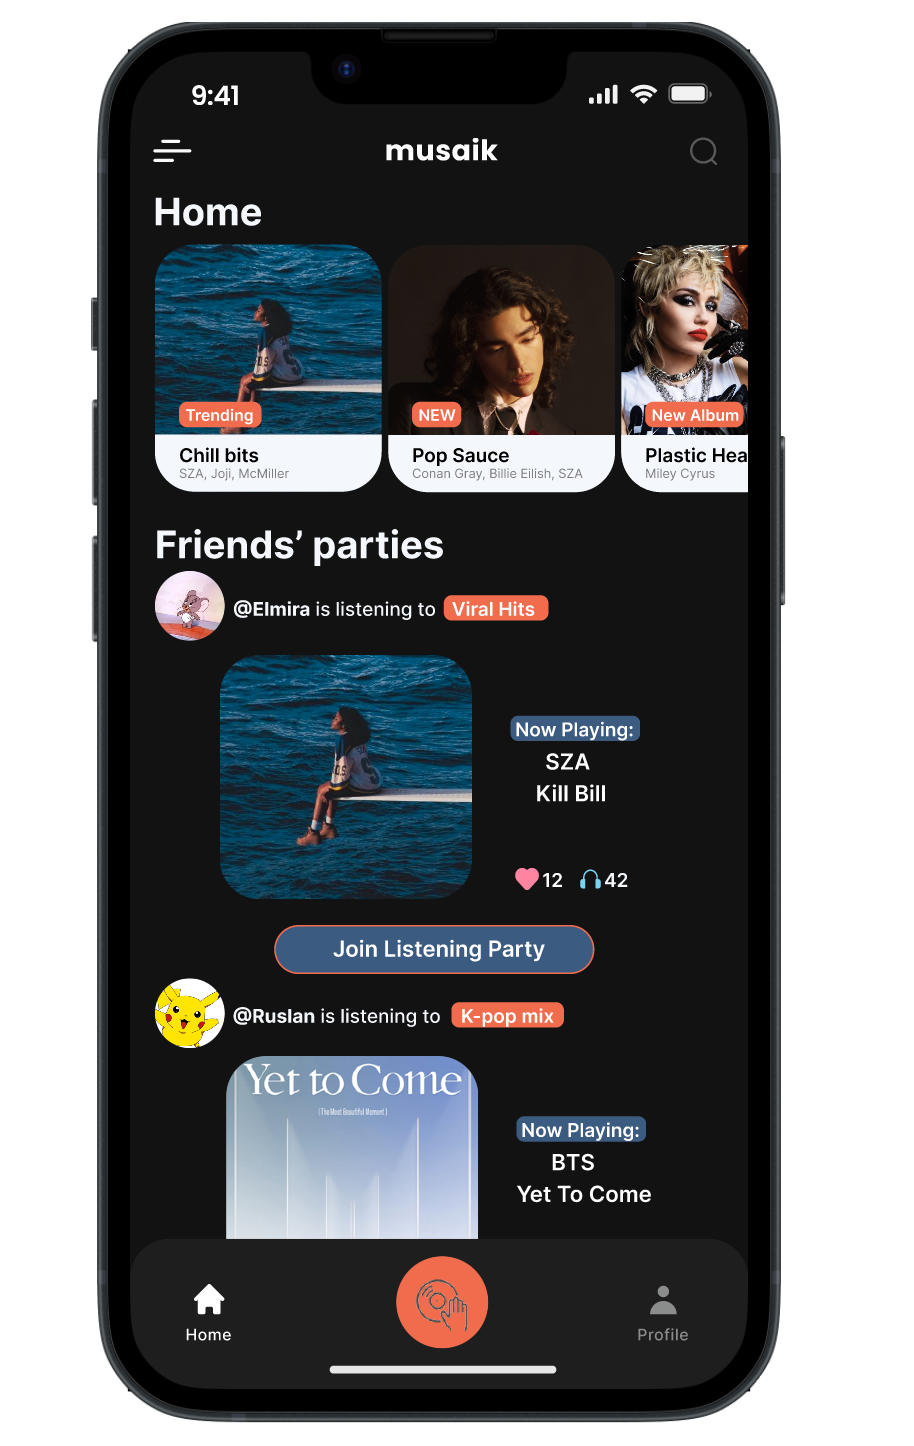 9:41
musaik
Home
Trending
Chill bits
SZA, Joji, McMiller
NEW
Pop Sauce
Conan Gray, Billie Eilish, SZA
New Album
Plastic Hea
Miley Cyrus
Friends’ parties
@Elmira is listening to Viral Hits
Now Playing:
SZA
Kill Bill
12 42
Join Listening Party
@Ruslan is listening to K-pop mix
Yet to Come
(The Most Beautiful Moment)
Now Playing:
BTS
Yet To Come
Home
Profile